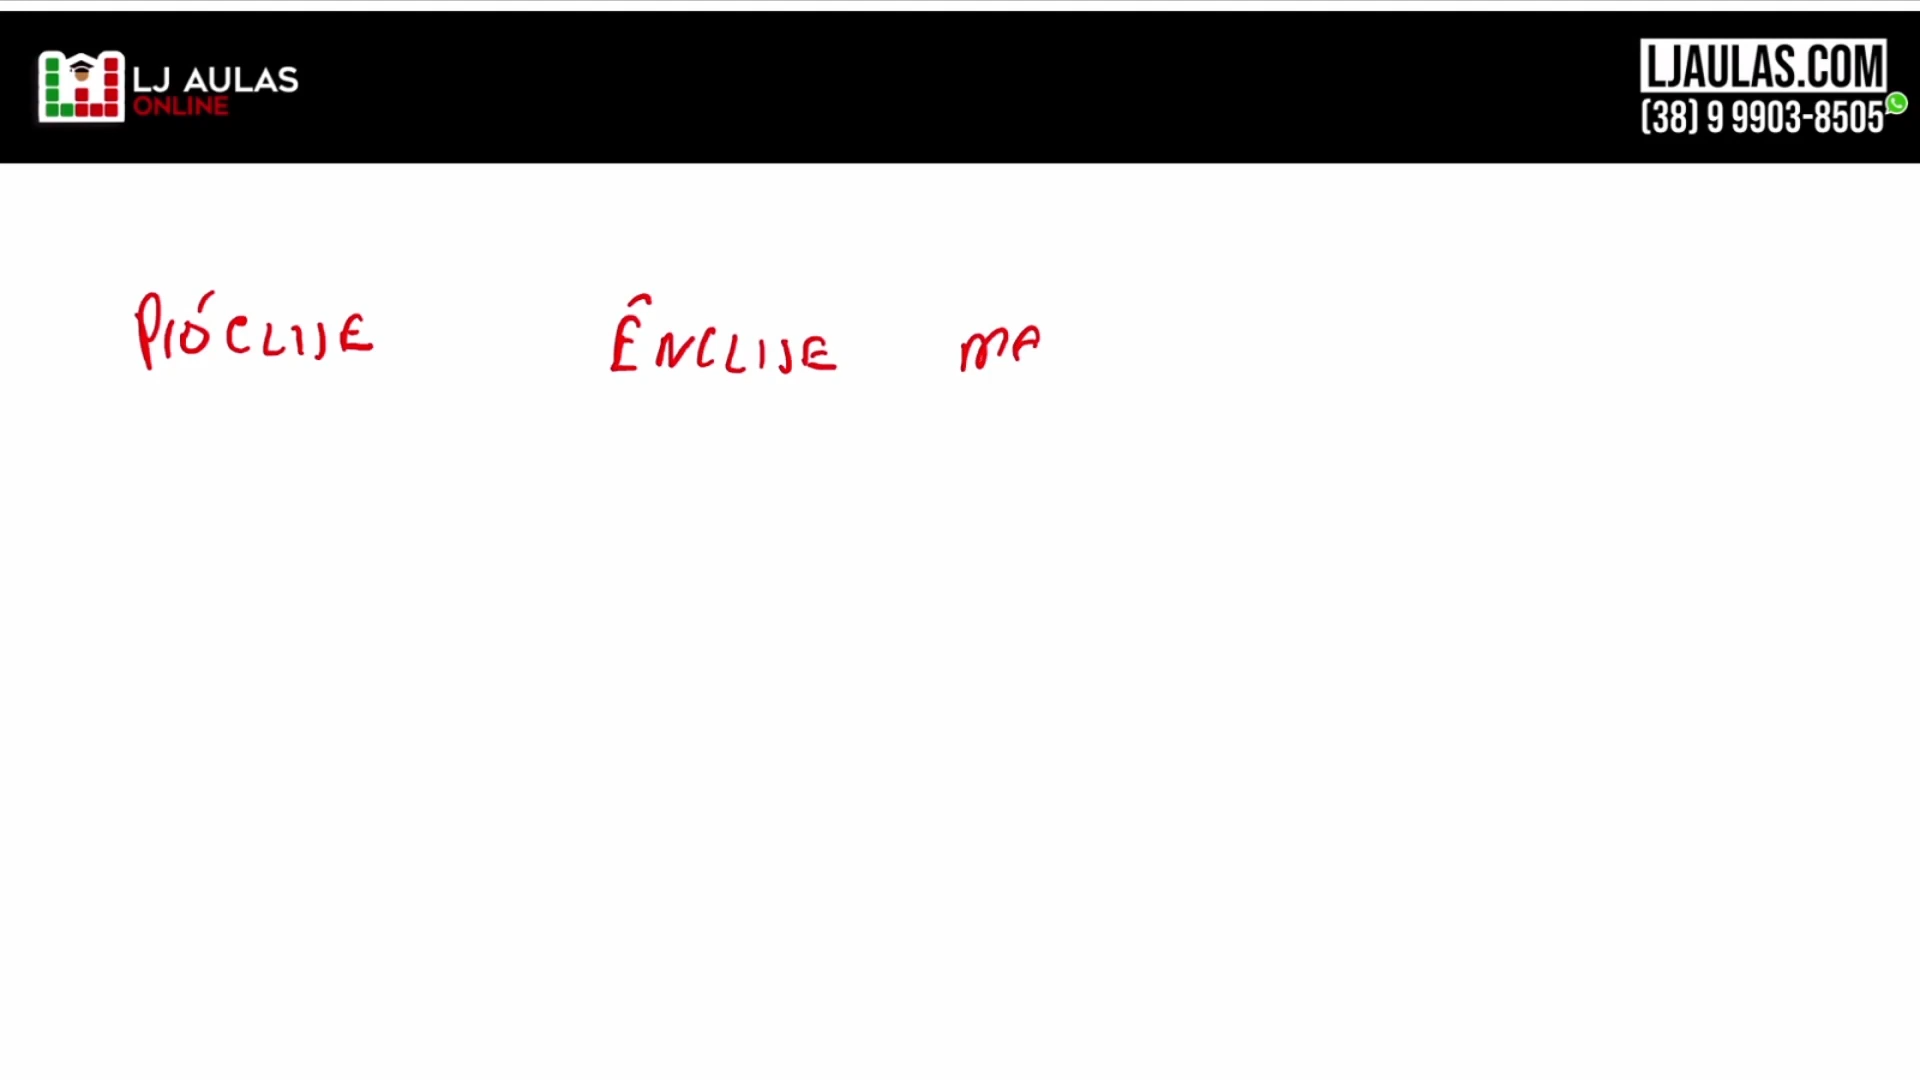 LJ AULAS
ONLINE
LJAULAS.COM
(38) 9 9903-8505
PRÓCLISE ÊNCLISE MA